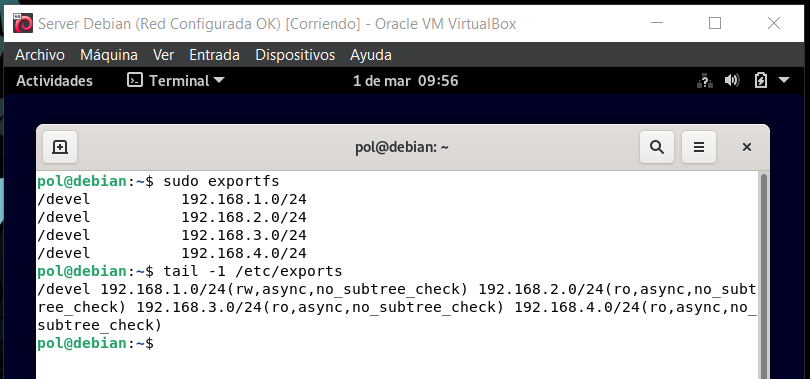 Server Debian (Red Configurada OK) [Corriendo] - Oracle VM VirtualBox
Archivo Máquina Ver Entrada Dispositivos Ayuda
Actividades Terminal 1 de mar 09:56
pol@debian: ~
pol@debian:~$ sudo exportfs
/devel 192.168.1.0/24
/devel 192.168.2.0/24
/devel 192.168.3.0/24
/devel 192.168.4.0/24
pol@debian:~$ tail -1 /etc/exports
/devel 192.168.1.0/24(rw,async,no_subtree_check) 192.168.2.0/24(ro,async,no_subt
ree_check) 192.168.3.0/24(ro,async,no_subtree_check) 192.168.4.0/24(ro,async,no_
subtree_check)
pol@debian:~$